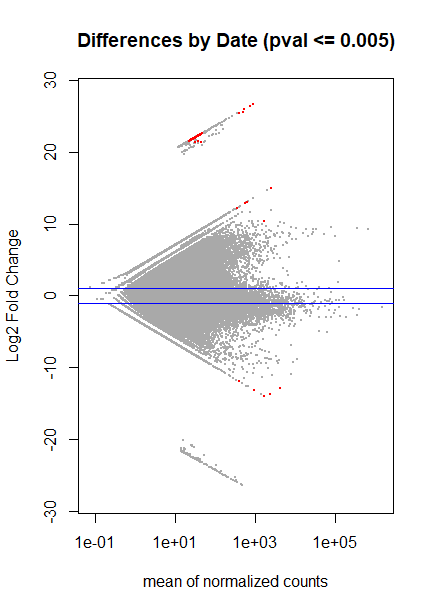 Differences by Date (pval <= 0.005)
30
20
10
0
-10
-20
-30
Log2 Fold Change
1e-01 1e+01 1e+03 1e+05
mean of normalized counts